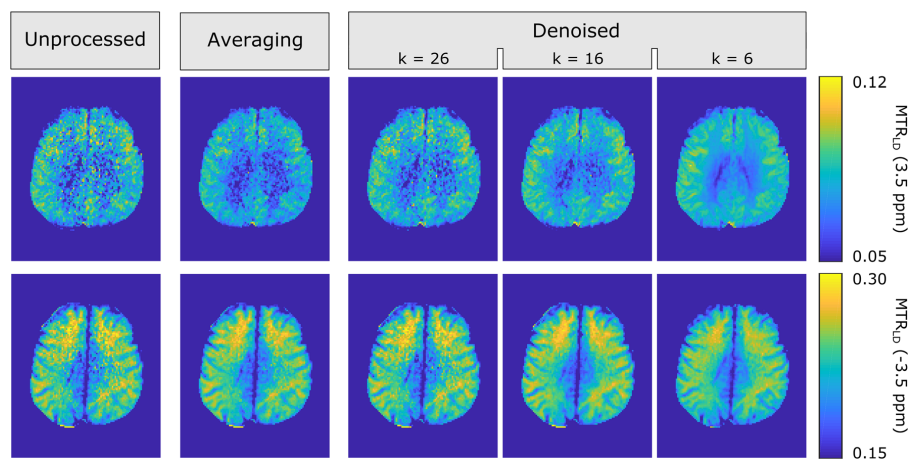 Unprocessed
Averaging
Denoised
k = 26
k = 16
k = 6
0.12
MTR_LD (3.5 ppm)
0.05
0.30
MTR_LD (-3.5 ppm)
0.15